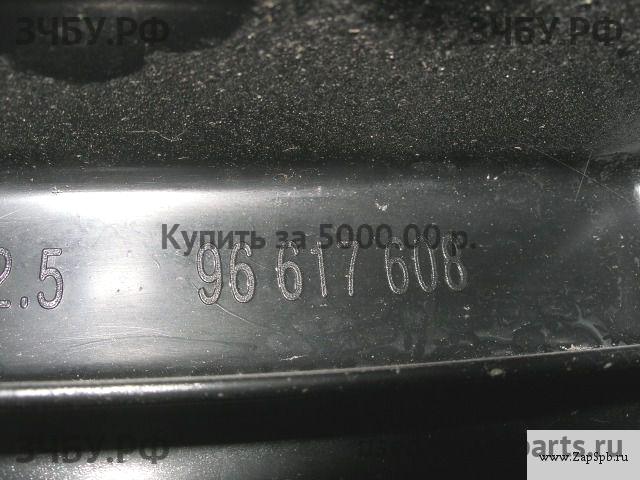 ЗЧБУ.РФ ЗЧБУ.РФ
Купить за 5000.00 р.
2.5 96 617 608
ЗЧБУ.РФ parts.ru
www.ZapSpb.ru